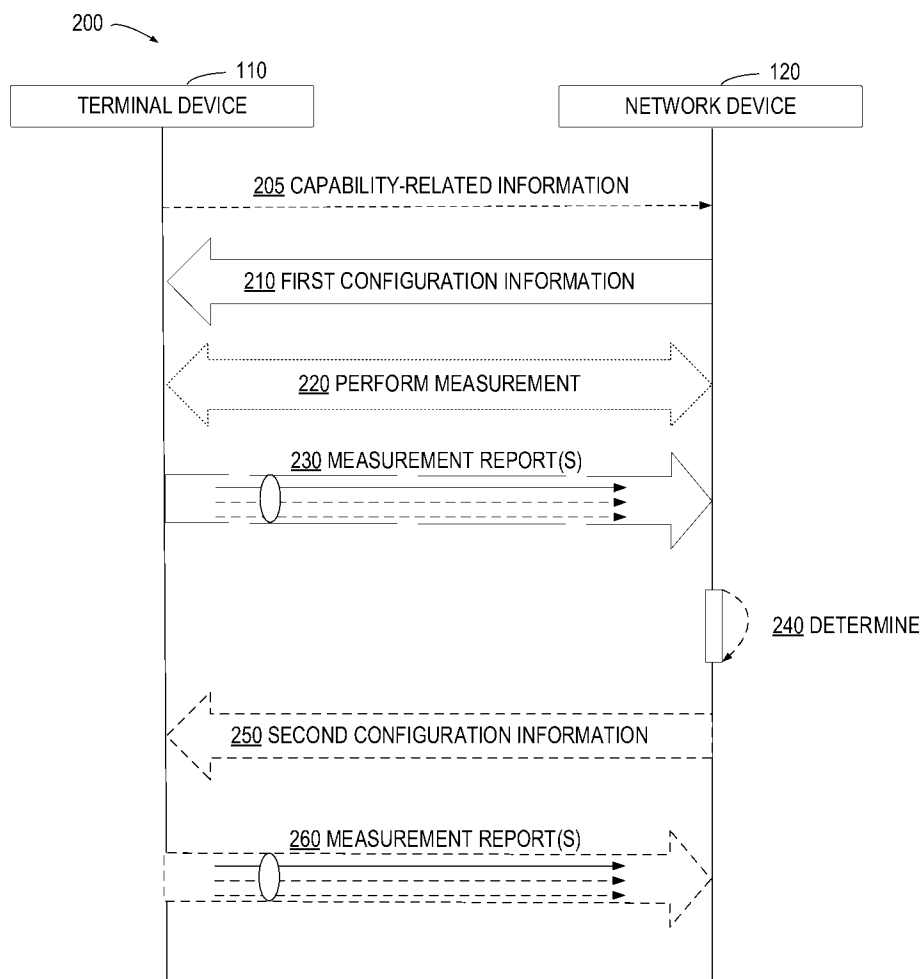 200
110
120
TERMINAL DEVICE
NETWORK DEVICE
205 CAPABILITY-RELATED INFORMATION
210 FIRST CONFIGURATION INFORMATION
220 PERFORM MEASUREMENT
230 MEASUREMENT REPORT(S)
240 DETERMINE
250 SECOND CONFIGURATION INFORMATION
260 MEASUREMENT REPORT(S)